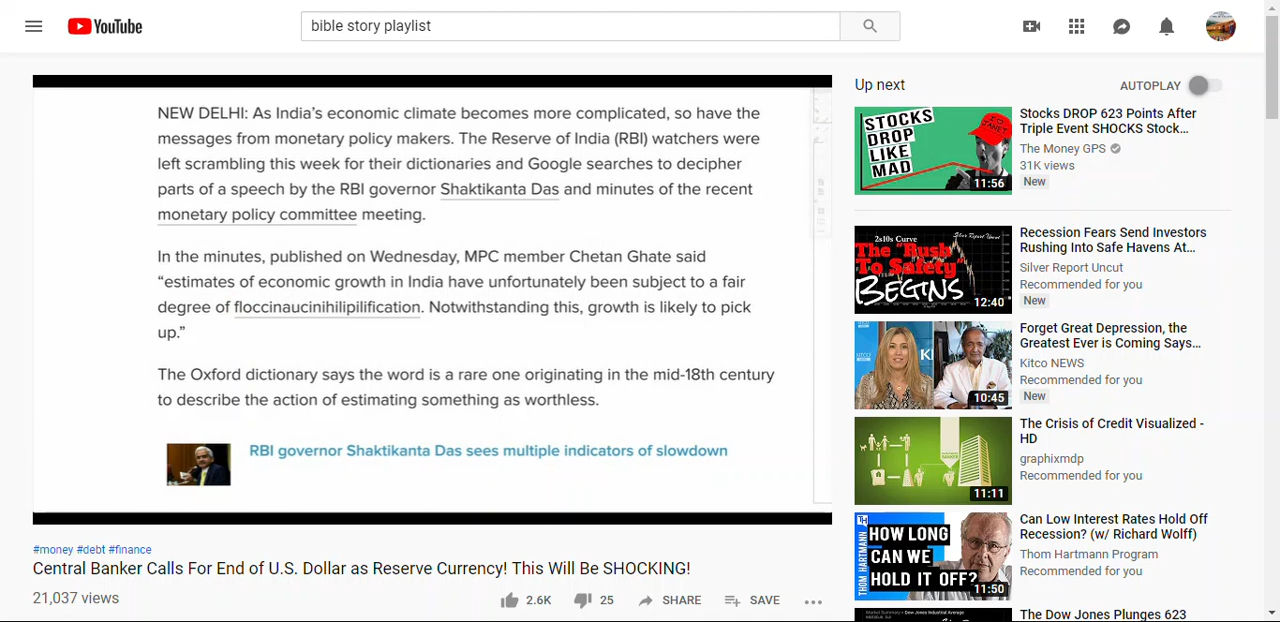 YouTube
bible story playlist
NEW DELHI: As India's economic climate becomes more complicated, so have the
messages from monetary policy makers. The Reserve of India (RBI) watchers were
left scrambling this week for their dictionaries and Google searches to decipher
parts of a speech by the RBI governor Shaktikanta Das and minutes of the recent
monetary policy committee meeting.
In the minutes, published on Wednesday, MPC member Chetan Ghate said
"estimates of economic growth in India have unfortunately been subject to a fair
degree of floccinaucinihilipilification. Nowithstanding this, growth is likely to pick
up."
The Oxford dictionary says the word is a rare one originating in the mid-18th century
to describe the action of estimating something as worthless.
RBI governor Shaktikanta Das sees multiple indicators of slowdown
#money #debt #finance
Central Banker Calls For End of U.S. Dollar as Reserve Currency! This Will Be SHOCKING!
21,037 views
2.6K
25
SHARE
SAVE
Up next
AUTOPLAY
STOCKS
DROP
LIKE
MAD
11:56
Stocks DROP 623 Points After
Triple Event SHOCKS Stock...
The Money GPS
31K views
New
2s10s Curve
Silver Report Uncut
The "Rush
To Safety"
BEGINS
12:40
Recession Fears Send Investors
Rushing Into Safe Havens At...
Silver Report Uncut
Recommended for you
New
10:45
Forget Great Depression, the
Greatest Ever is Coming Says...
Kitco NEWS
Recommended for you
New
11:11
The Crisis of Credit Visualized -
HD
graphixmdp
Recommended for you
TH
THOM HARTMANN
HOW LONG
CAN WE
HOLD IT OFF?
11:50
Can Low Interest Rates Hold Off
Recession? (w/ Richard Wolff)
Thom Hartmann Program
Recommended for you
The Dow Jones Plunges 623